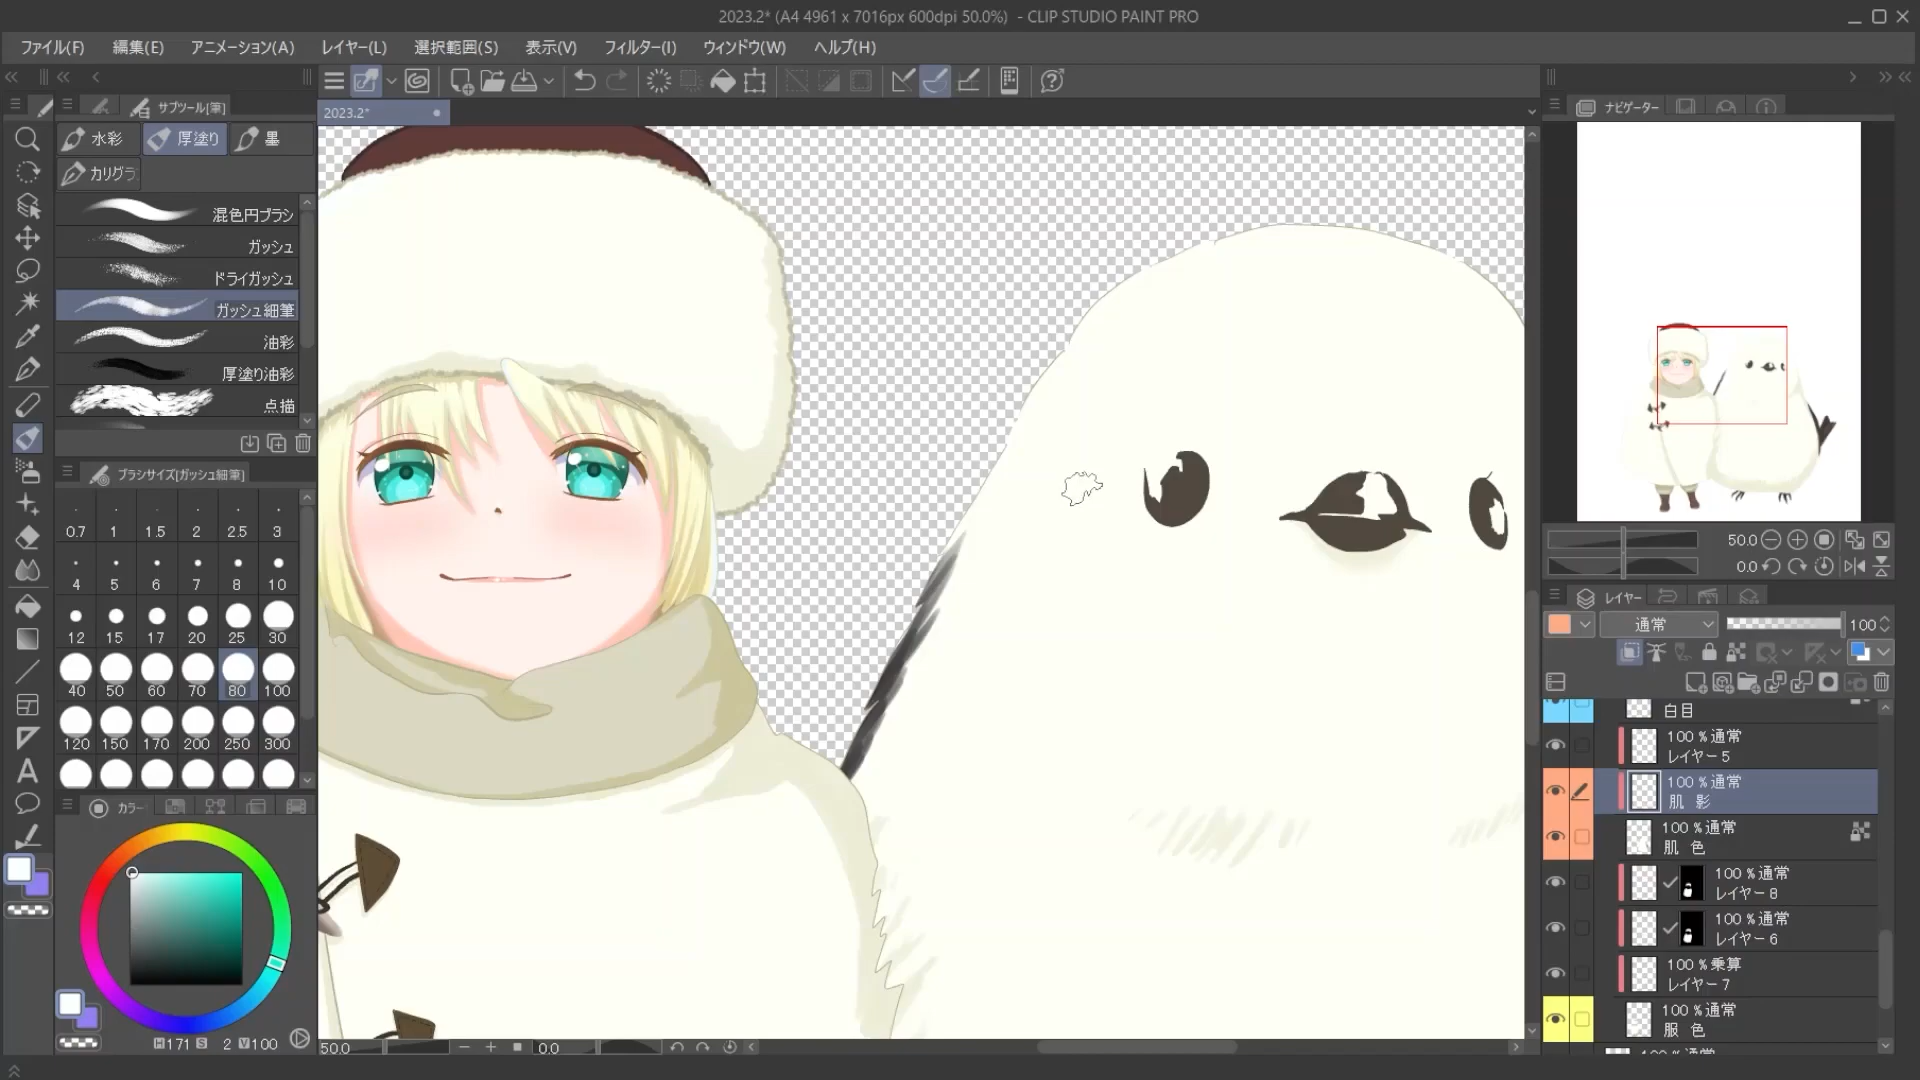 2023.2* (A4 4961 x 7016px 600dpi 50.0%) - CLIP STUDIO PAINT PRO
ファイル(F) 編集(E) アニメーション(A) レイヤー(L) 選択範囲(S) 表示(V) フィルター(I) ウィンドウ(W) ヘルプ(H)
サブツール[筆]
2023.2*
ナビゲーター
水彩 厚塗り 墨
カリグラ
混色円ブラシ
ガッシュ
ドライガッシュ
ガッシュ細筆
油彩
厚塗り油彩
点描
ブラシサイズ[ガッシュ細筆]
0.7 1 1.5 2 2.5 3
4 5 6 7 8 10
12 15 17 20 25 30
40 50 60 70 80 100
120 150 170 200 250 300
カラー
H 171 S 2 V 100
50.0
0.0
50.0
0.0
レイヤー
通常 100
白目
100 % 通常
レイヤー 5
100 % 通常
肌 影
100 % 通常
肌 色
100 % 通常
レイヤー 8
100 % 通常
レイヤー 6
100 % 乗算
レイヤー 7
100 % 通常
服 色
100 % 通常